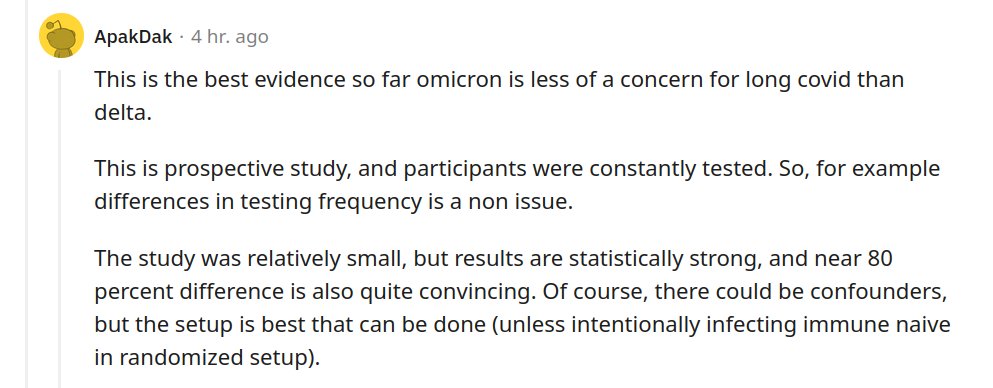 ApakDak · 4 hr. ago
This is the best evidence so far omicron is less of a concern for long covid than
delta.
This is prospective study, and participants were constantly tested. So, for example
differences in testing frequency is a non issue.
The study was relatively small, but results are statistically strong, and near 80
percent difference is also quite convincing. Of course, there could be confounders,
but the setup is best that can be done (unless intentionally infecting immune naive
in randomized setup).